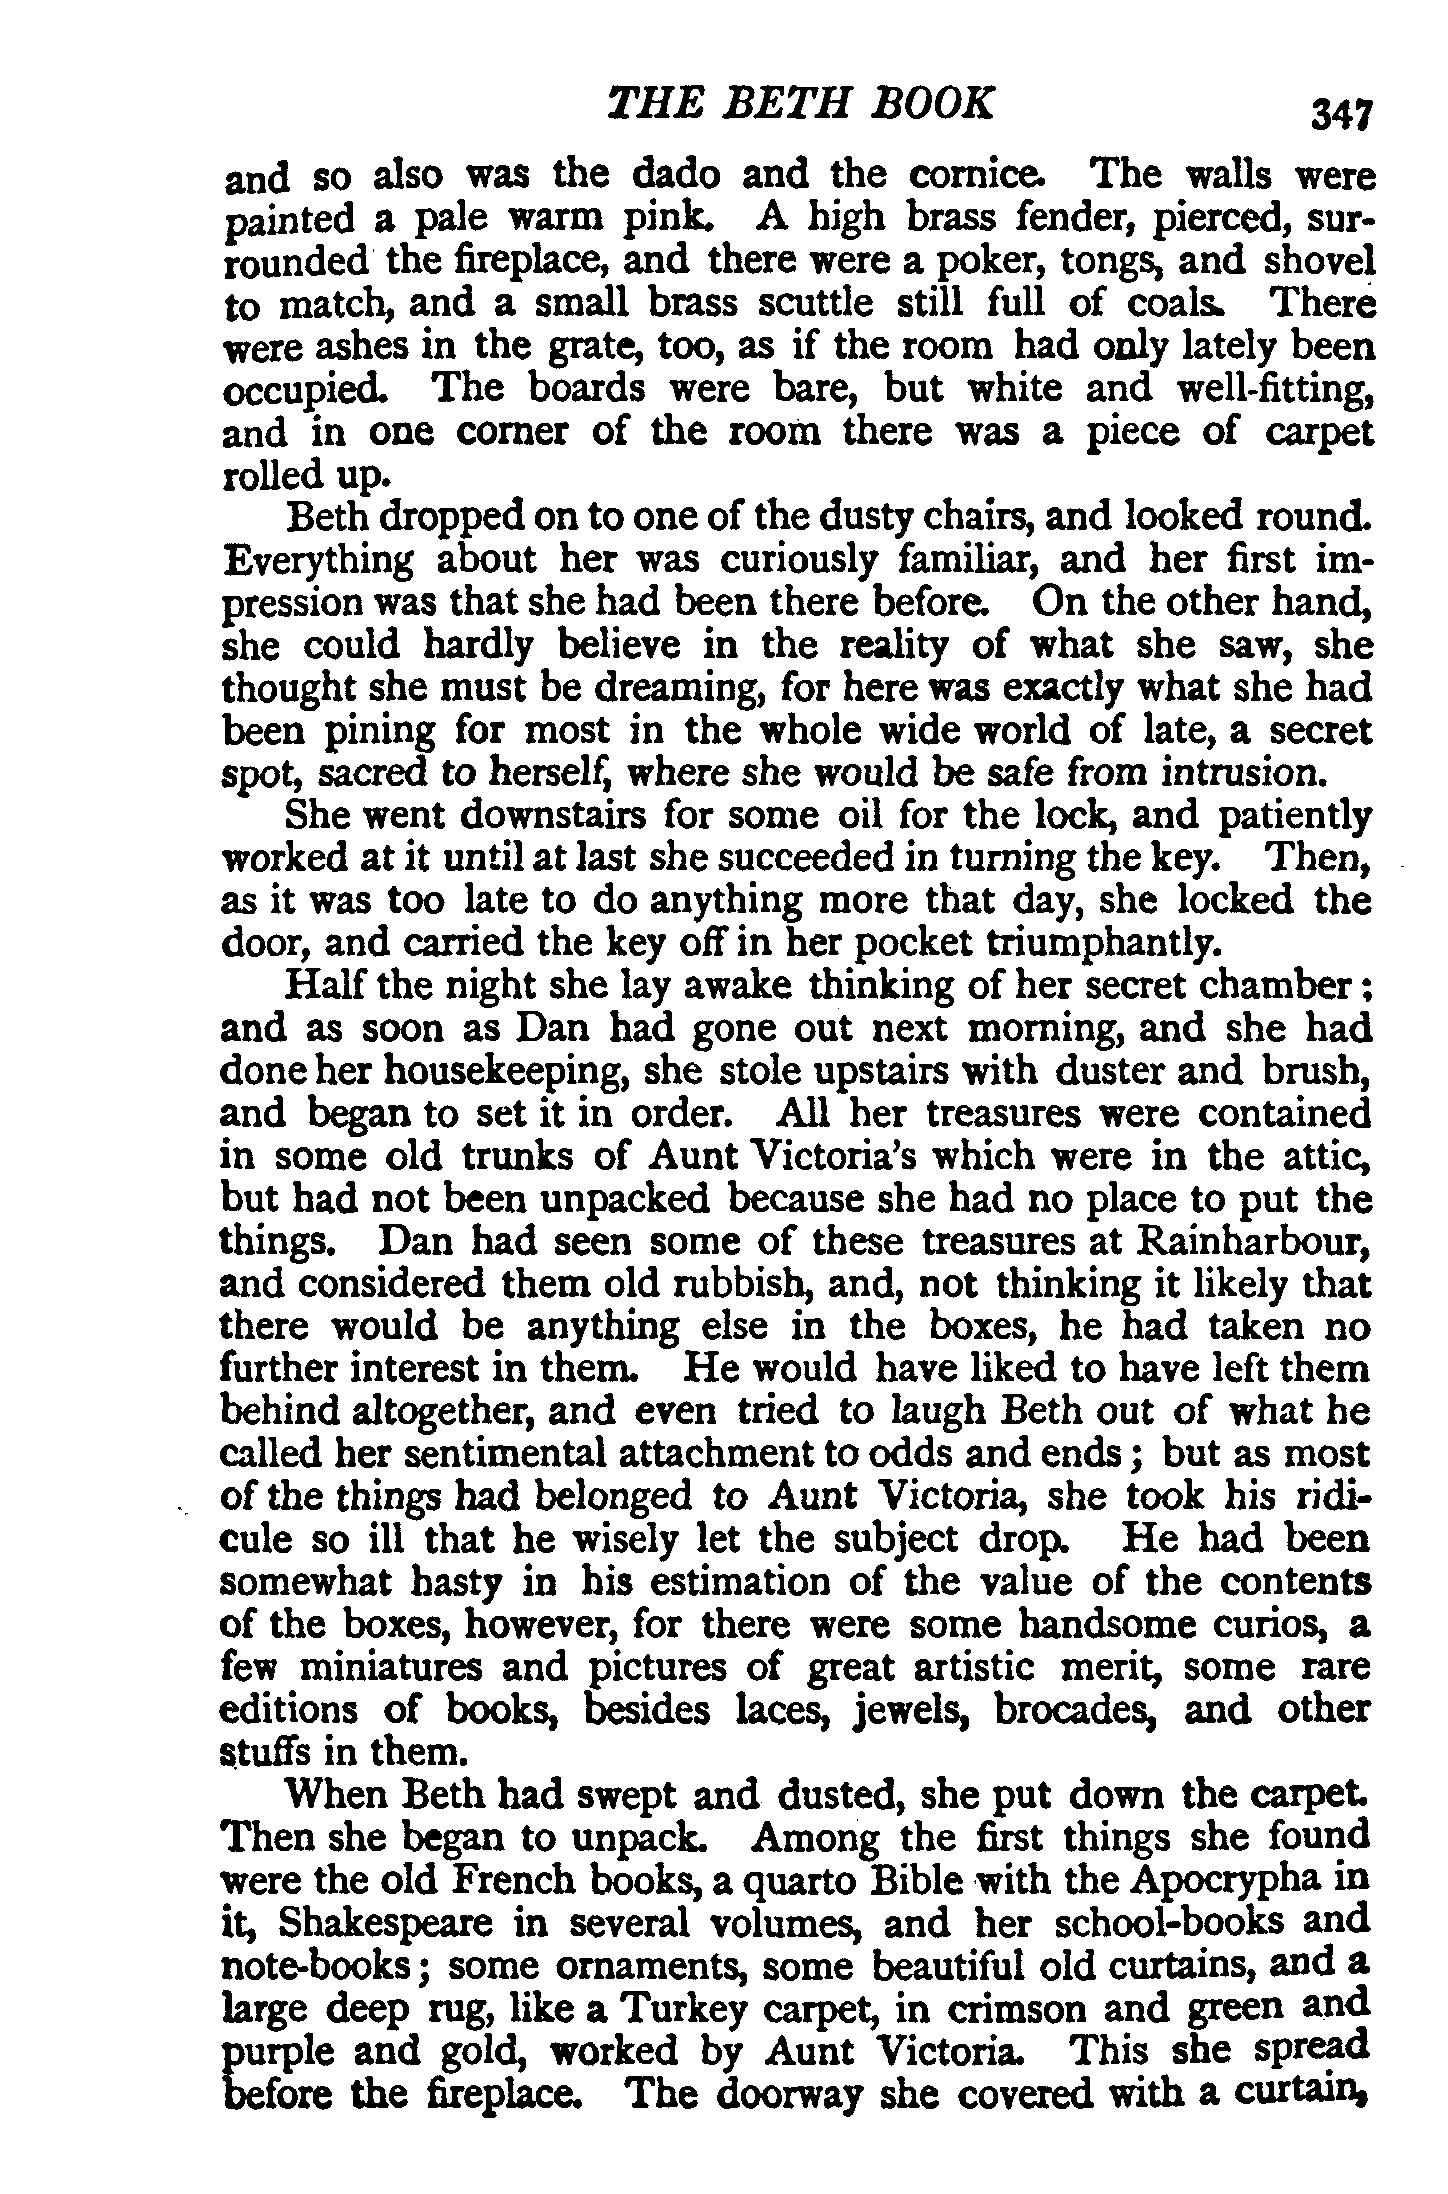 THE BETH BOOK 347
and so also was the dado and the cornice. The walls were
painted a pale warm pink. A high brass fender, pierced, sur-
rounded the fireplace, and there were a poker, tongs, and shovel
to match, and a small brass scuttle still full of coals. There
were ashes in the grate, too, as if the room had only lately been
occupied. The boards were bare, but white and well-fitting,
and in one corner of the room there was a piece of carpet
rolled up.
Beth dropped on to one of the dusty chairs, and looked round.
Everything about her was curiously familiar, and her first im-
pression was that she had been there before. On the other hand,
she could hardly believe in the reality of what she saw, she
thought she must be dreaming, for here was exactly what she had
been pining for most in the whole wide world of late, a secret
spot, sacred to herself, where she would be safe from intrusion.
She went downstairs for some oil for the lock, and patiently
worked at it until at last she succeeded in turning the key. Then,
as it was too late to do anything more that day, she locked the
door, and carried the key off in her pocket triumphantly.
Half the night she lay awake thinking of her secret chamber;
and as soon as Dan had gone out next morning, and she had
done her housekeeping, she stole upstairs with duster and brush,
and began to set it in order. All her treasures were contained
in some old trunks of Aunt Victoria's which were in the attic,
but had not been unpacked because she had no place to put the
things. Dan had seen some of these treasures at Rainharbour,
and considered them old rubbish, and, not thinking it likely that
there would be anything else in the boxes, he had taken no
further interest in them. He would have liked to have left them
behind altogether, and even tried to laugh Beth out of what he
called her sentimental attachment to odds and ends; but as most
of the things had belonged to Aunt Victoria, she took his ridi-
cule so ill that he wisely let the subject drop. He had been
somewhat hasty in his estimation of the value of the contents
of the boxes, however, for there were some handsome curios, a
few miniatures and pictures of great artistic merit, some rare
editions of books, besides laces, jewels, brocades, and other
stuffs in them.
When Beth had swept and dusted, she put down the carpet.
Then she began to unpack. Among the first things she found
were the old French books, a quarto Bible with the Apocrypha in
it, Shakespeare in several volumes, and her school-books and
note-books; some ornaments, some beautiful old curtains, and a
large deep rug, like a Turkey carpet, in crimson and green and
purple and gold, worked by Aunt Victoria. This she spread
before the fireplace. The doorway she covered with a curtain,